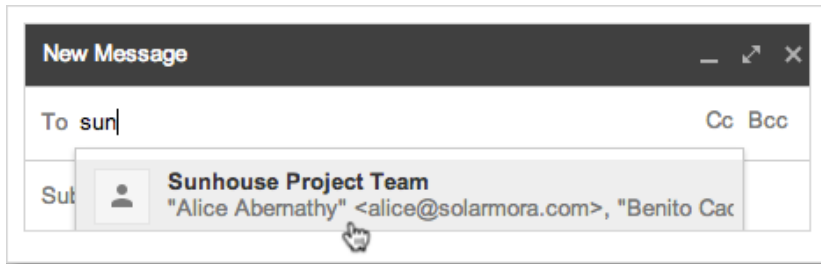 New Message
To sun Cc Bcc
Sunhouse Project Team
Sub "Alice Abernathy" <alice@solarmora.com>, "Benito Cac